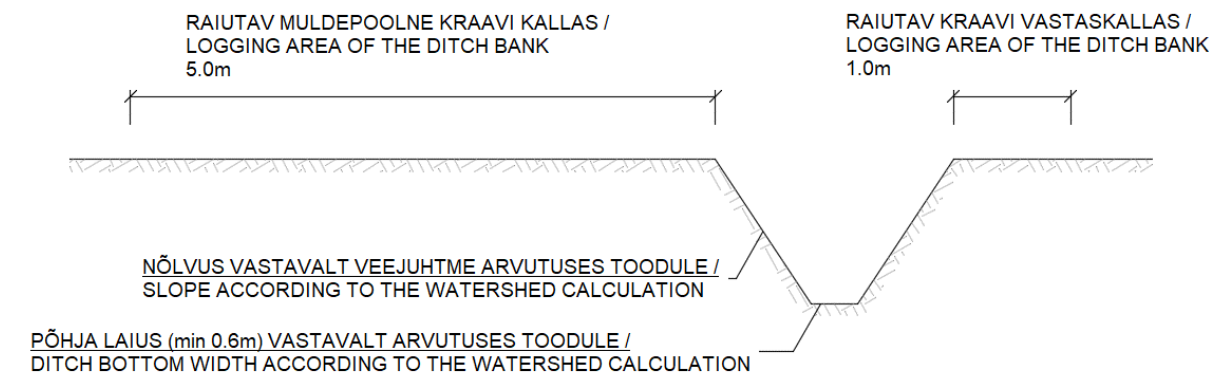 RAIUTAV MULDEPOOLNE KRAAVI KALLAS /
LOGGING AREA OF THE DITCH BANK
5.0m
RAIUTAV KRAAVI VASTASKALLAS /
LOGGING AREA OF THE DITCH BANK
1.0m
NÕLVUS VASTAVALT VEEJUHTME ARVUTUSES TOODULE /
SLOPE ACCORDING TO THE WATERSHED CALCULATION
PÕHJA LAIUS (min 0.6m) VASTAVALT ARVUTUSES TOODULE /
DITCH BOTTOM WIDTH ACCORDING TO THE WATERSHED CALCULATION